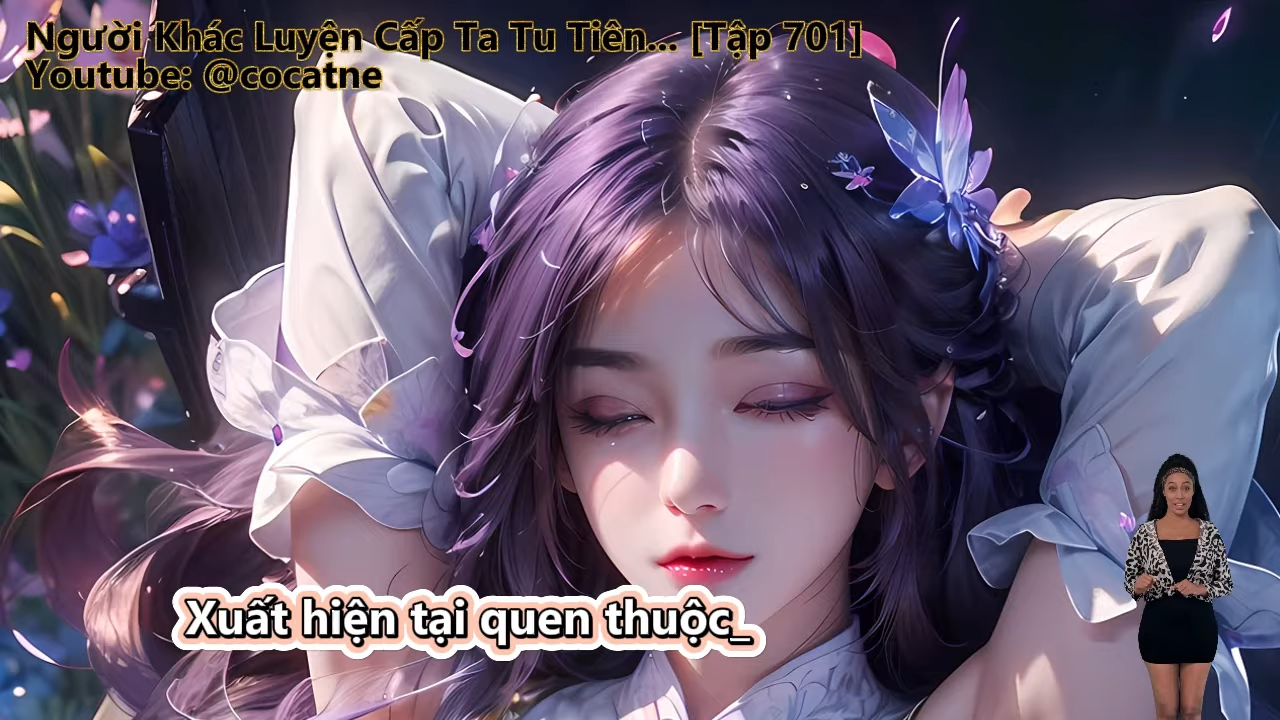 Người Khác Luyện Cấp Ta Tu Tiên... [Tập 701]
Youtube: @cocatne
Xuất hiện tại quen thuộc_